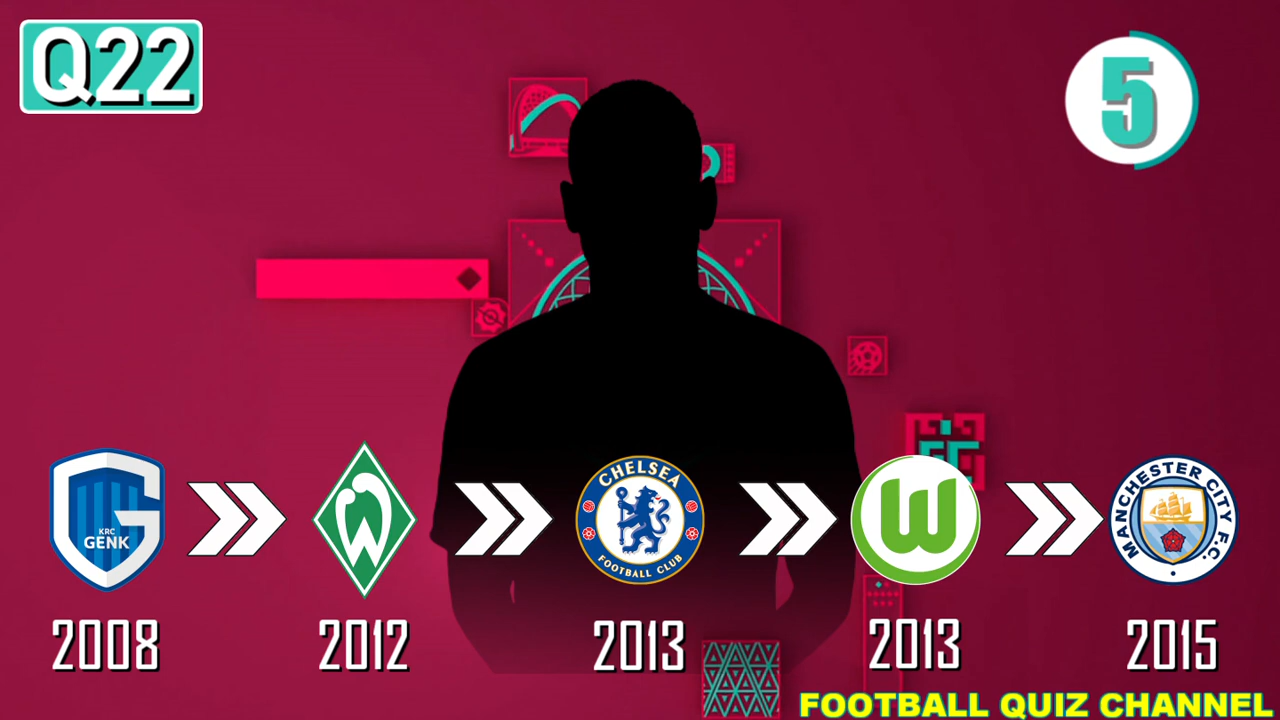 Q22
5
KRC
GENK
CHELSEA
FOOTBALL CLUB
MANCHESTER CITY F.C.
2008
2012
2013
2013
2015
FOOTBALL QUIZ CHANNEL